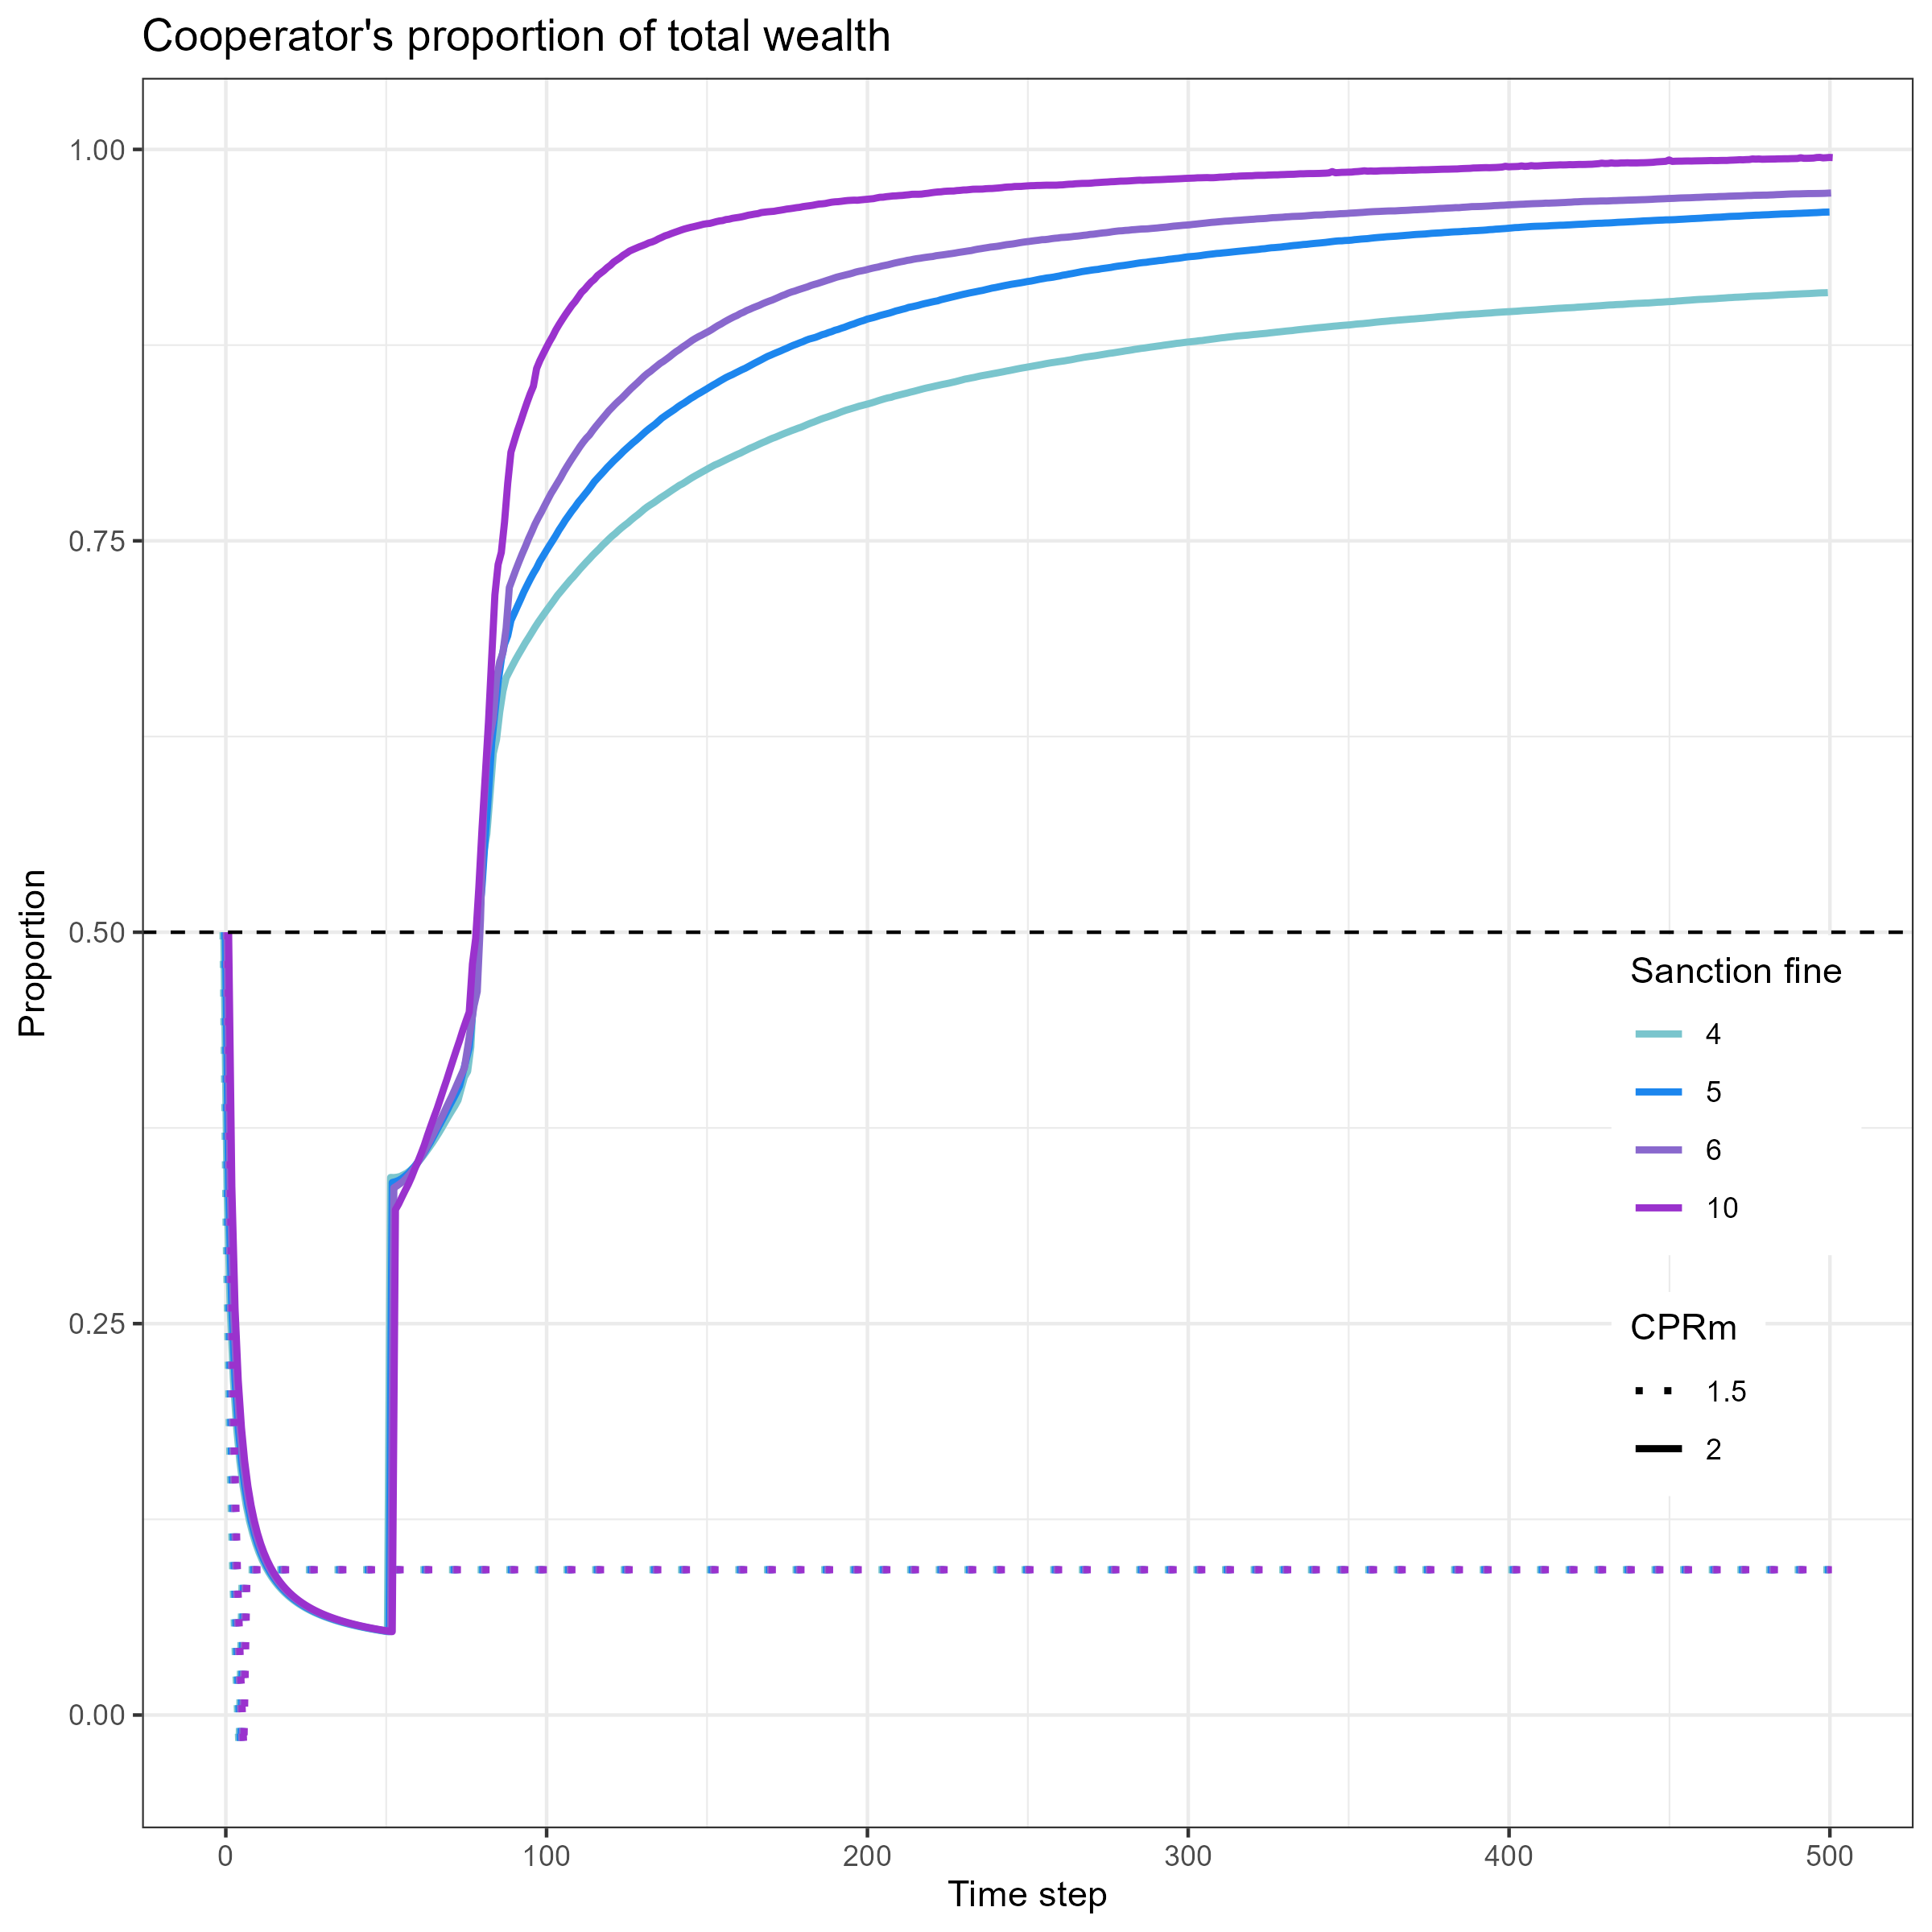 Cooperator's proportion of total wealth
Proportion
1.00
0.75
0.50
0.25
0.00
Sanction fine
4
5
6
10
CPRm
1.5
2
0 100 200 300 400 500
Time step